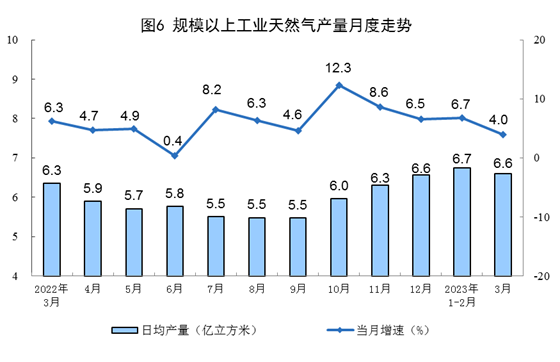 图6 规模以上工业天然气产量月度走势
10 20
9 10
8 0
7
6 -10
5
4 -20
6.3 4.7 4.9 0.4 8.2 6.3 4.6 12.3 8.6 6.5 6.7 4.0
6.3 5.9 5.7 5.8 5.5 5.5 5.5 6.0 6.3 6.6 6.7 6.6
2022年 4月 5月 6月 7月 8月 9月 10月 11月 12月 2023年 3月
3月 1-2月
日均产量（亿立方米） 当月增速（%）